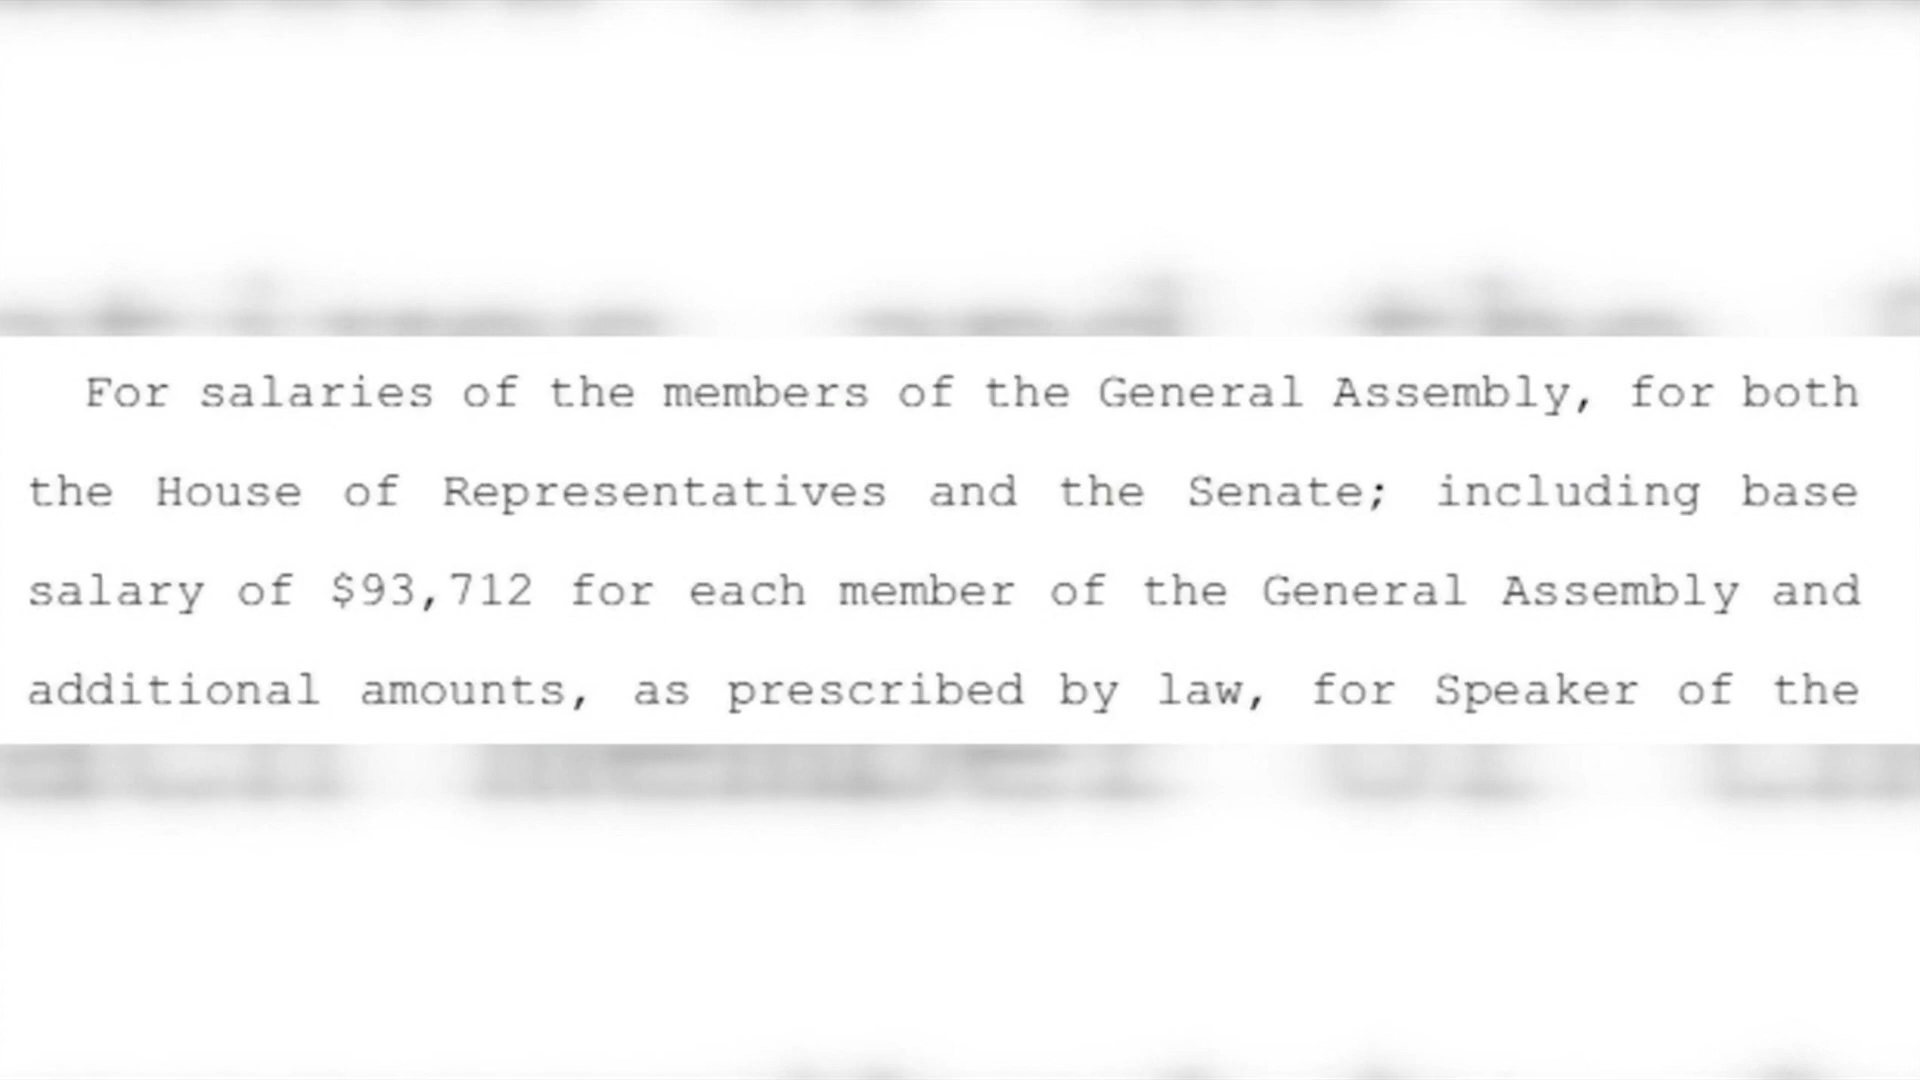 For salaries of the members of the General Assembly, for both
the House of Representatives and the Senate; including base
salary of $93,712 for each member of the General Assembly and
additional amounts, as prescribed by law, for Speaker of the